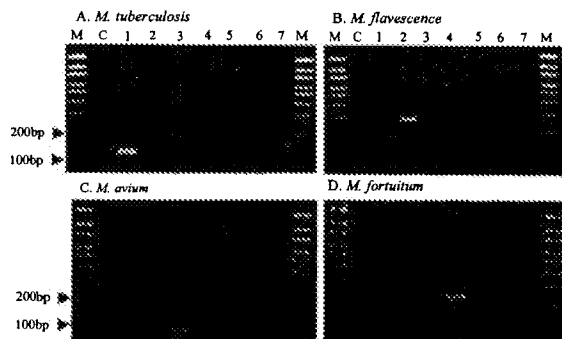 A. M. tuberculosis
B. M. flavescence
M C 1 2 3 4 5 6 7 M
C 1 2 3 4 5 6 7 M
200bp
100bp
C. M. avium
D. M. fortuitum
200bp
100bp